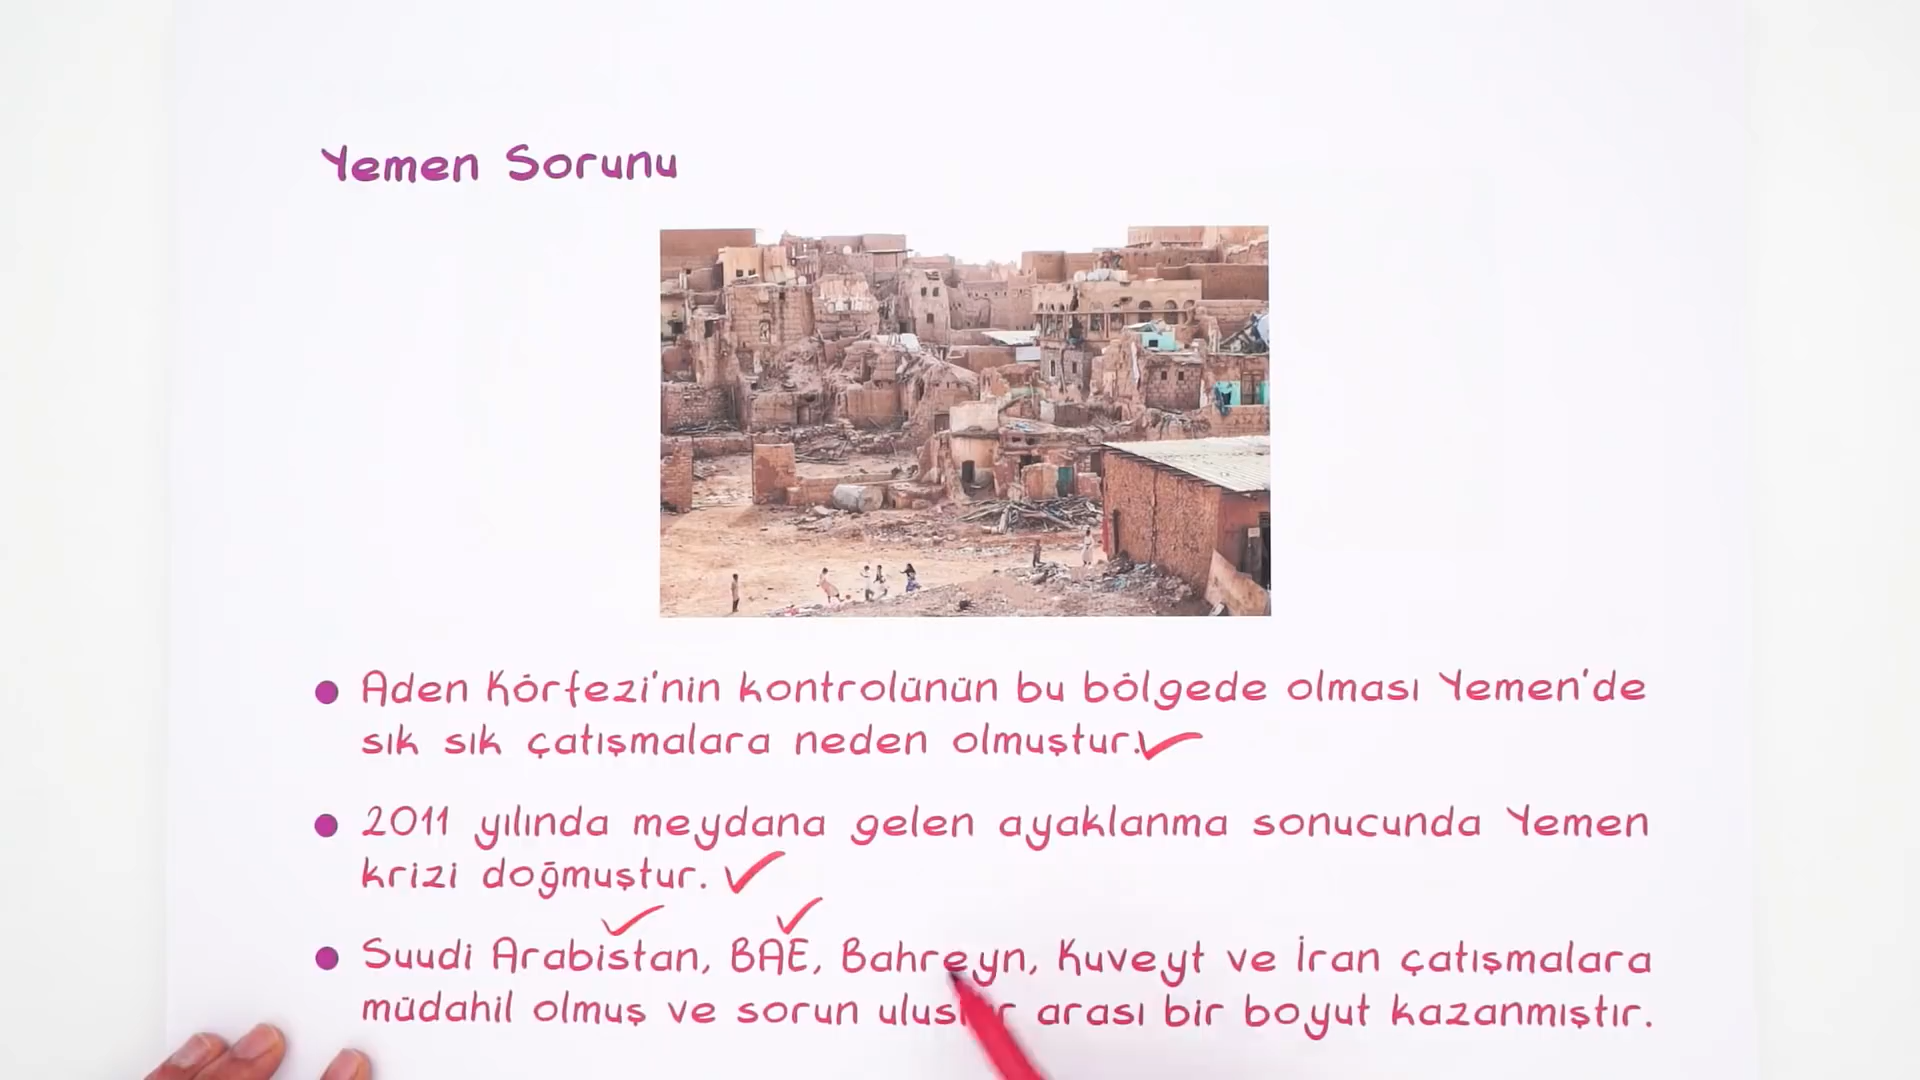 Yemen Sorunu
Aden Körfezi'nin kontrolünün bu bölgede olması Yemen'de
sık sık çatışmalara neden olmuştur.
2011 yılında meydana gelen ayaklanma sonucunda Yemen
krizi doğmuştur.
Suudi Arabistan, BAE, Bahreyn, Kuveyt ve İran çatışmalara
müdahil olmuş ve sorun arası bir boyut kazanmıştır.